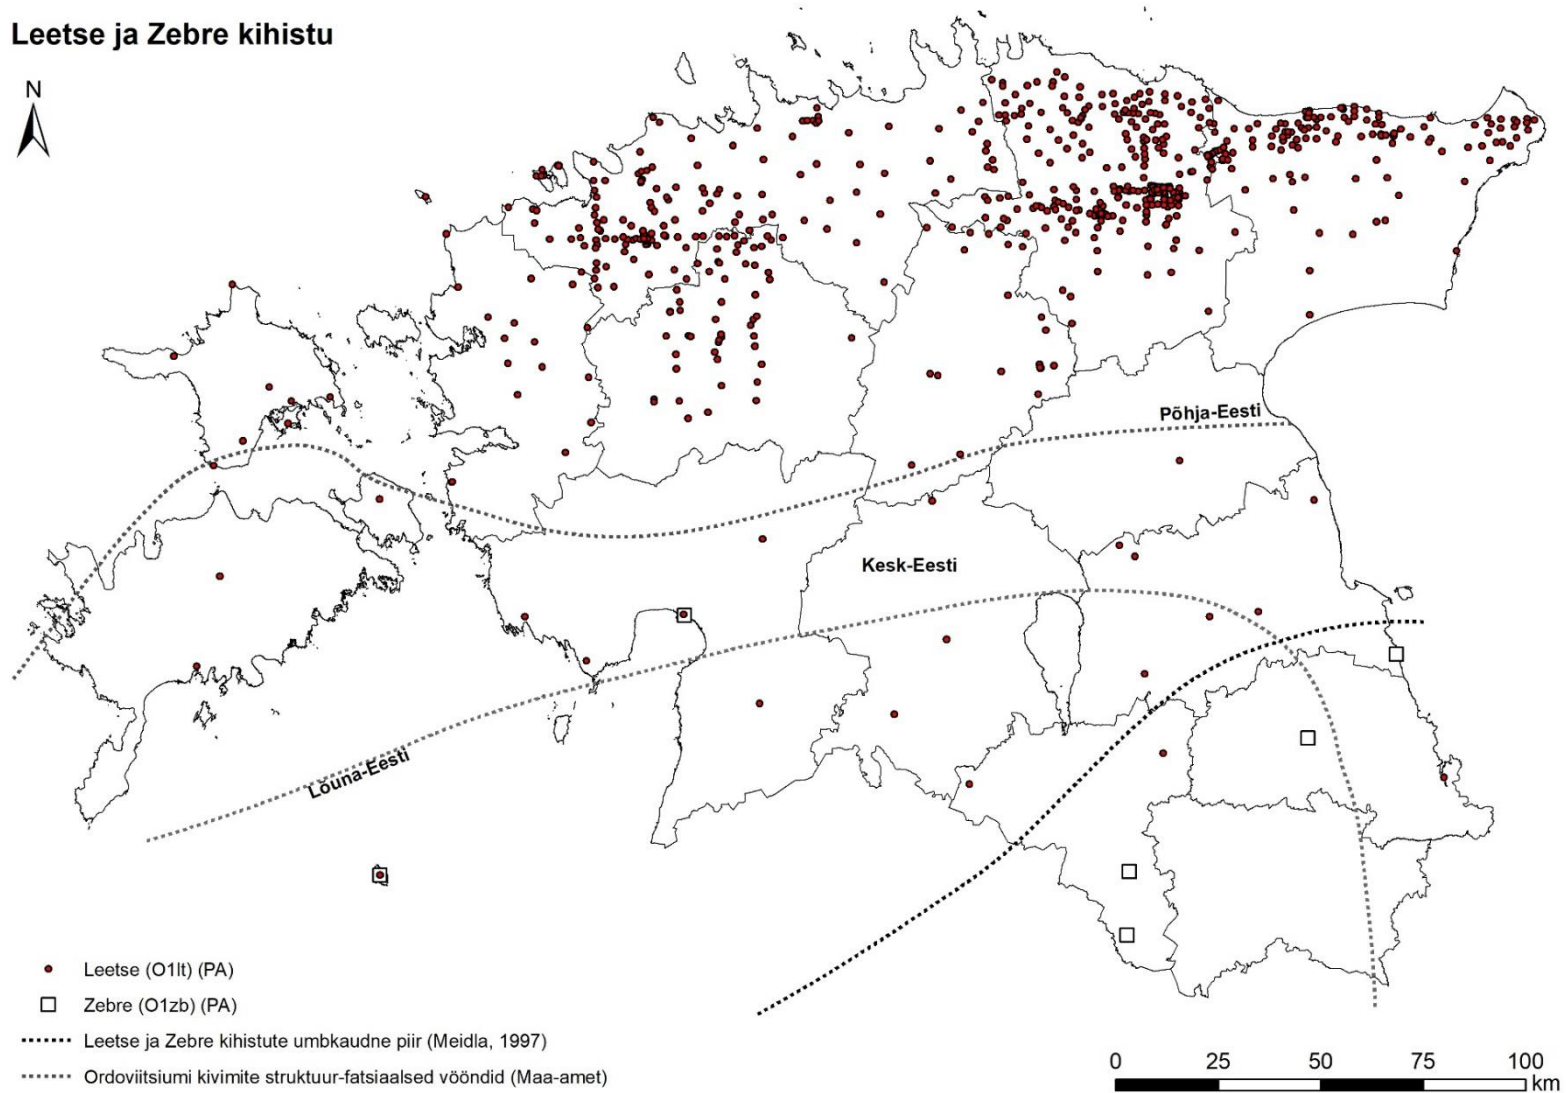 Leetse ja Zebre kihistu
N
Põhja-Eesti
Kesk-Eesti
Lõuna-Eesti
Leetse (O1lt) (PA)
Zebre (O1zb) (PA)
Leetse ja Zebre kihistute umbkaudne piir (Meidla, 1997)
Ordoviitsiumi kivimite struktuur-fatsiaalsed vööndid (Maa-amet)
0 25 50 75 100
km